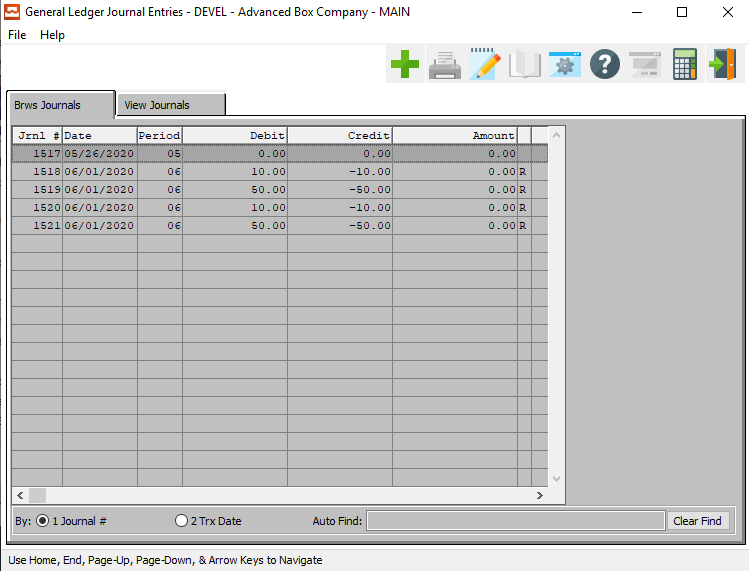 General Ledger Journal Entries - DEVEL - Advanced Box Company - MAIN
File Help
Brws Journals View Journals
Jrnl # Date Period Debit Credit Amount
1517 05/26/2020 05 0.00 0.00 0.00
1518 06/01/2020 06 10.00 -10.00 0.00 R
1519 06/01/2020 06 50.00 -50.00 0.00 R
1520 06/01/2020 06 10.00 -10.00 0.00 R
1521 06/01/2020 06 50.00 -50.00 0.00 R
By: 1 Journal # 2 Trx Date Auto Find: Clear Find
Use Home, End, Page-Up, Page-Down, & Arrow Keys to Navigate